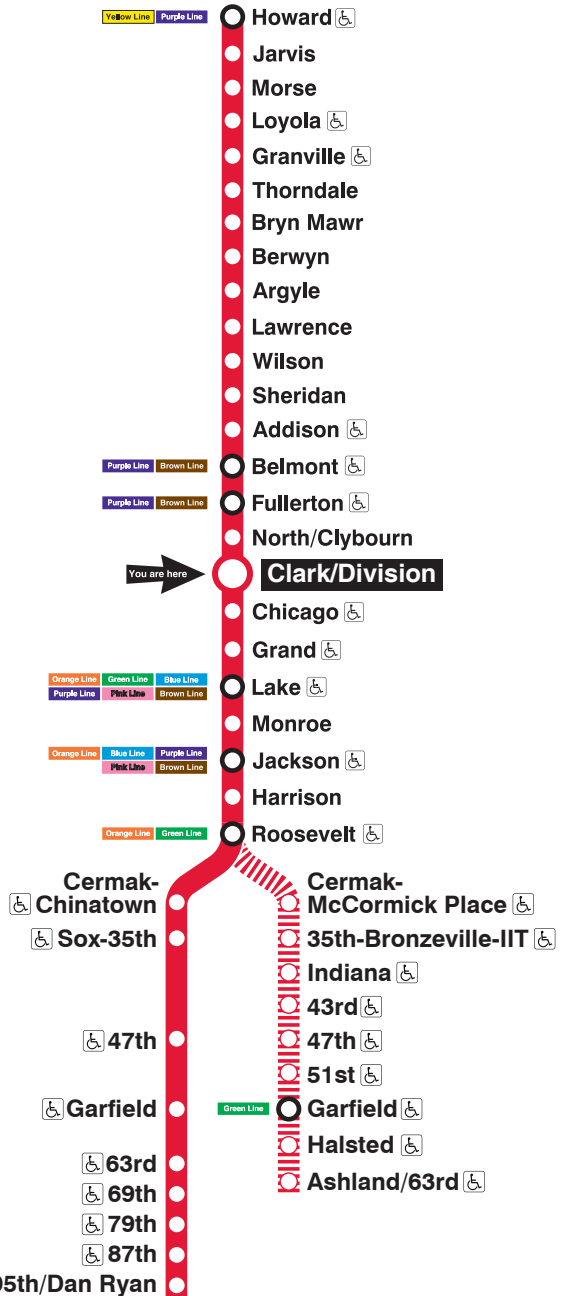 Yellow Line Purple Line Howard
Jarvis
Morse
Loyola
Granville
Thorndale
Bryn Mawr
Berwyn
Argyle
Lawrence
Wilson
Sheridan
Addison
Purple Line Brown Line Belmont
Purple Line Brown Line Fullerton
North/Clybourn
You are here Clark/Division
Chicago
Grand
Orange Line Green Line Blue Line
Purple Line Pink Line Brown Line
Lake
Monroe
Orange Line Blue Line Purple Line
Pink Line Brown Line
Jackson
Harrison
Orange Line Green Line Roosevelt
Cermak-
Chinatown
Sox-35th
47th
Garfield
63rd
69th
79th
87th
95th/Dan Ryan
Cermak-
McCormick Place
35th-Bronzeville-IIT
Indiana
43rd
47th
51st
Green Line Garfield
Halsted
Ashland/63rd